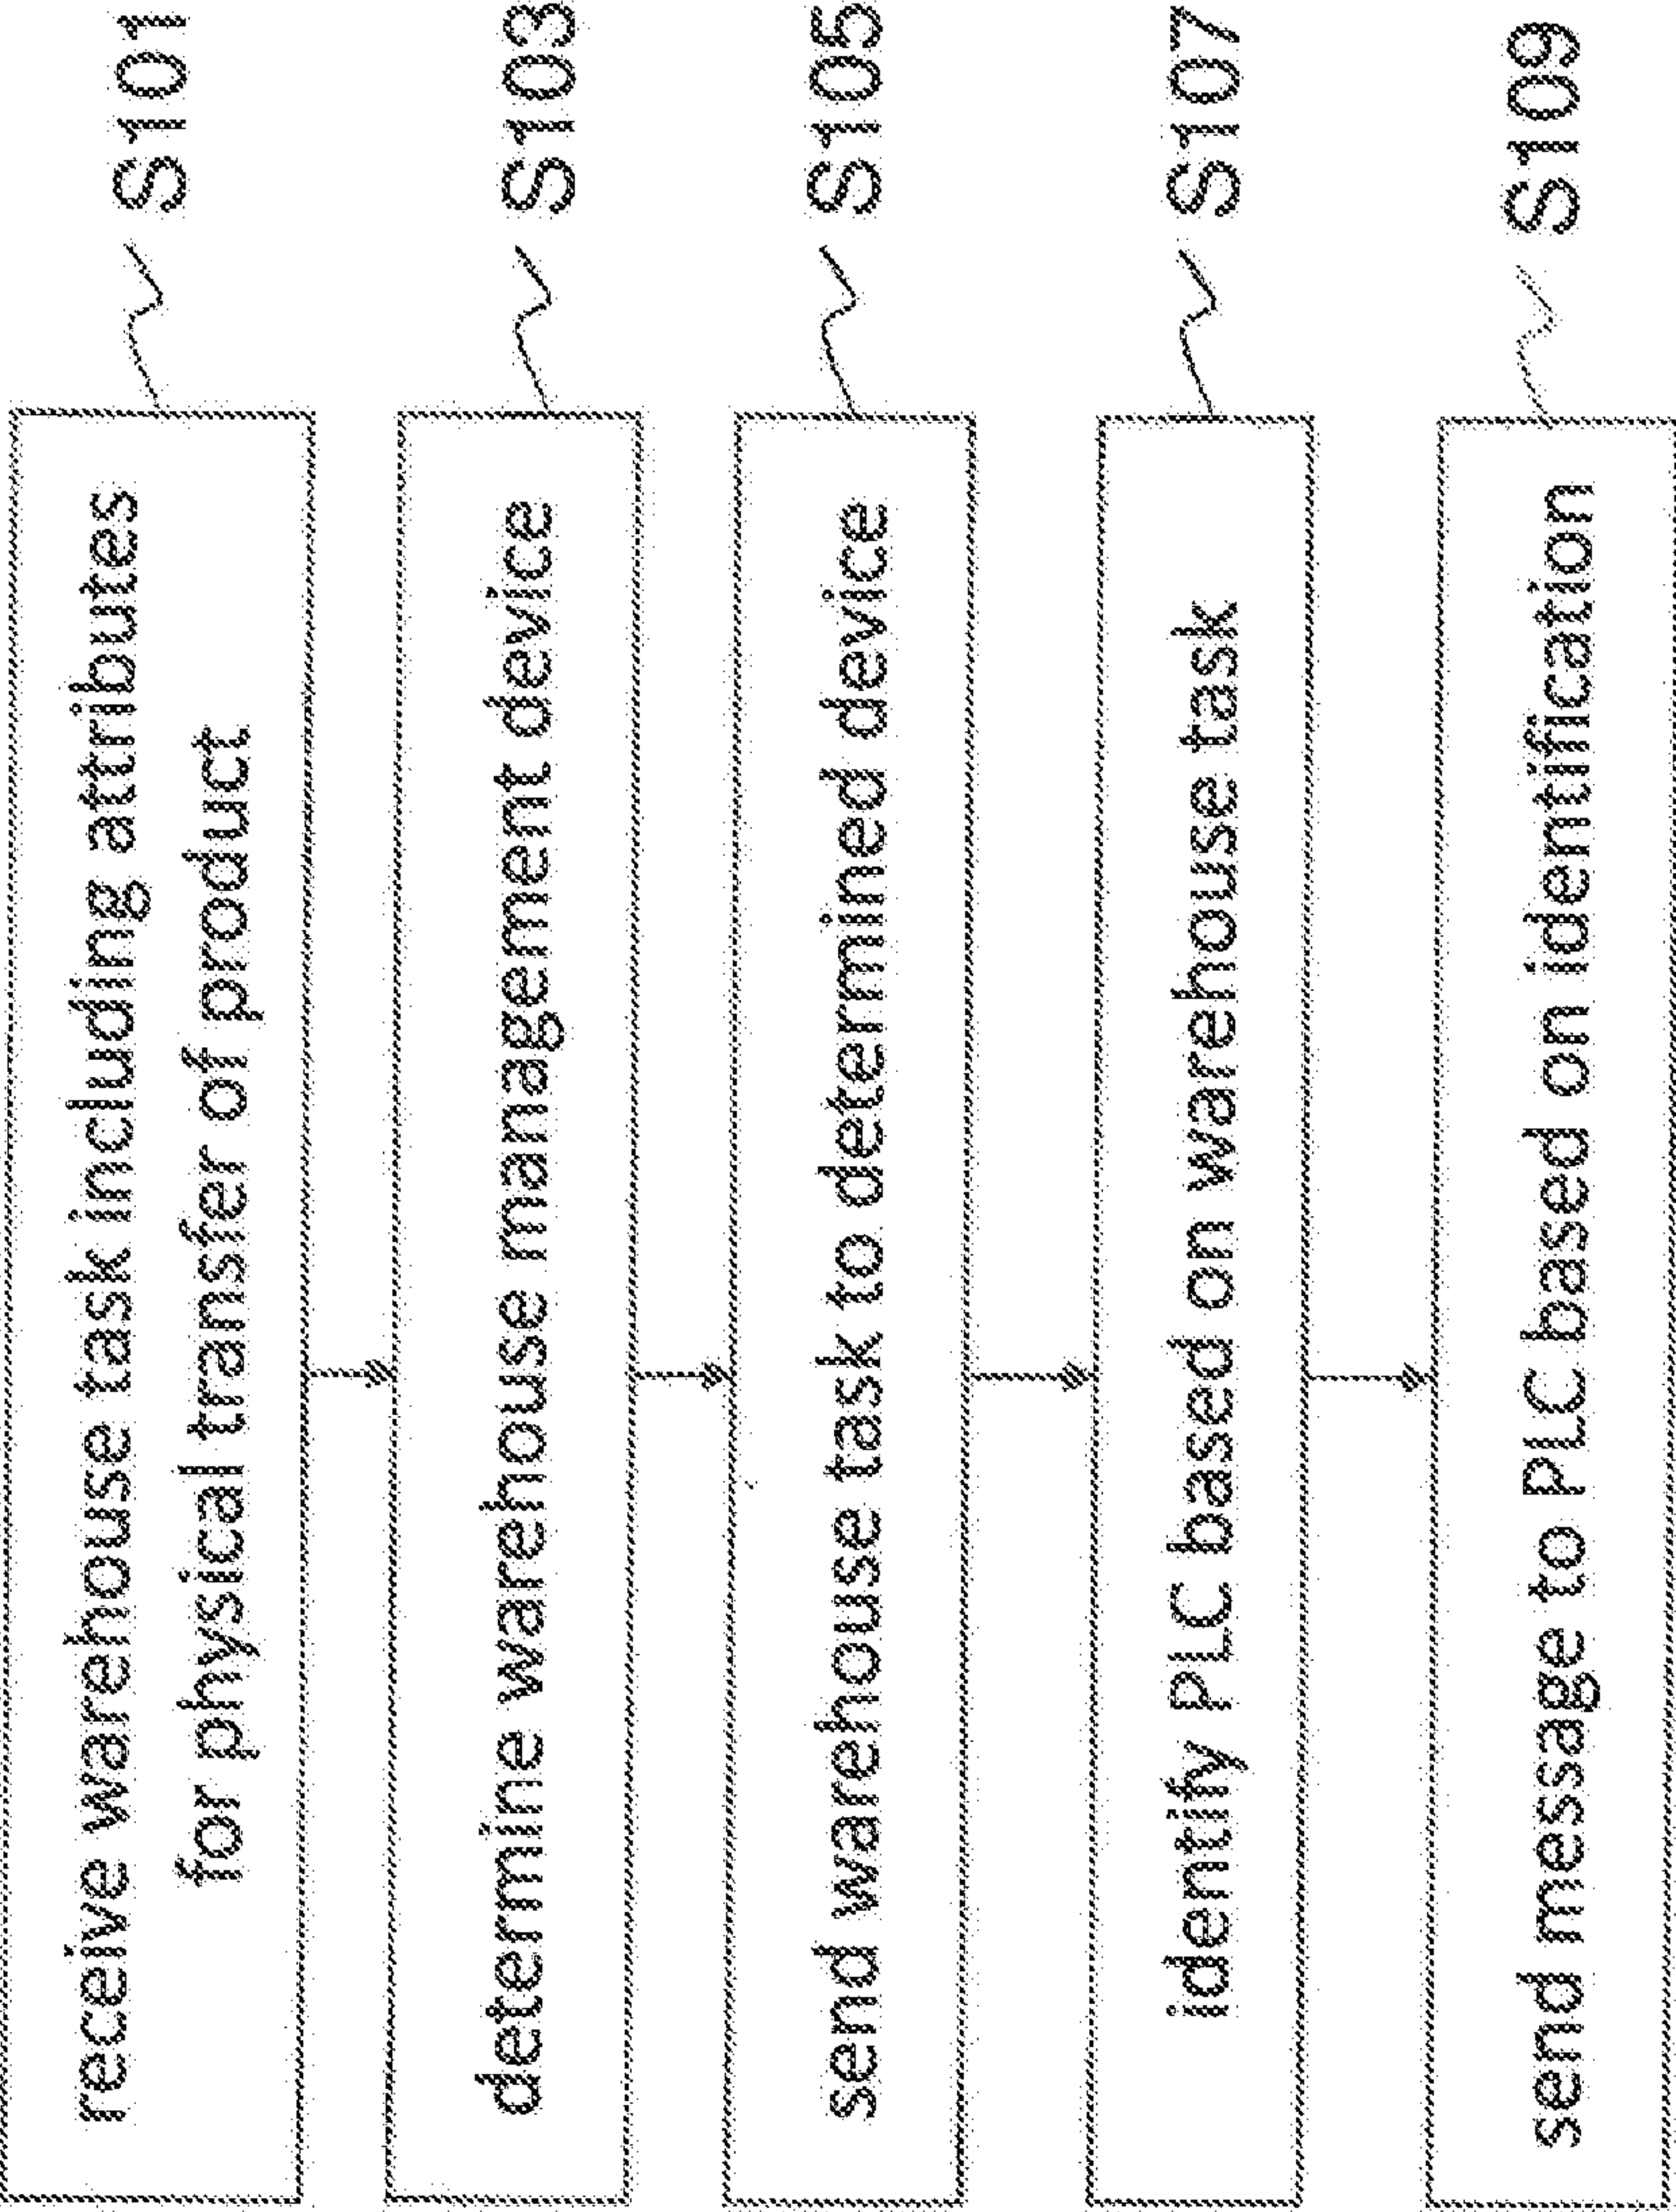 receive warehouse task including attributes
for physical transfer of product
S101
determine warehouse management device
S103
send warehouse task to determined device
S105
identify PLC based on warehouse task
S107
send message to PLC based on identification
S109